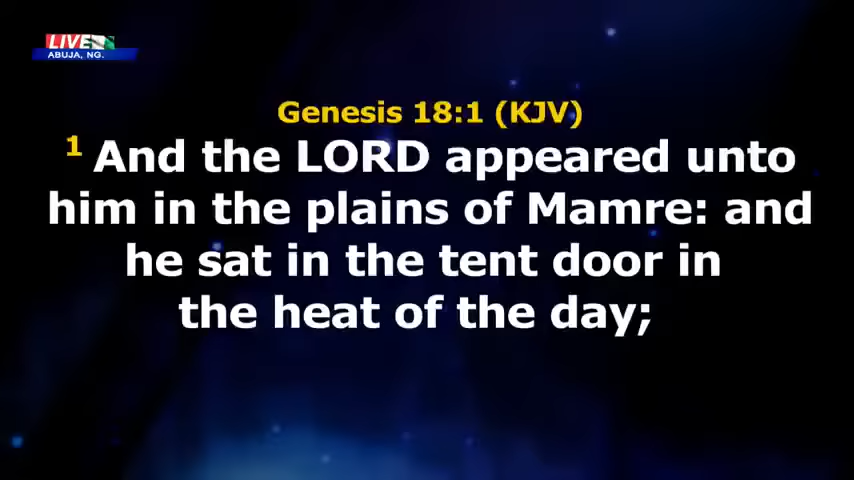 LIVE
ABUJA, NG.
Genesis 18:1 (KJV)
1 And the LORD appeared unto
him in the plains of Mamre: and
he sat in the tent door in
the heat of the day;